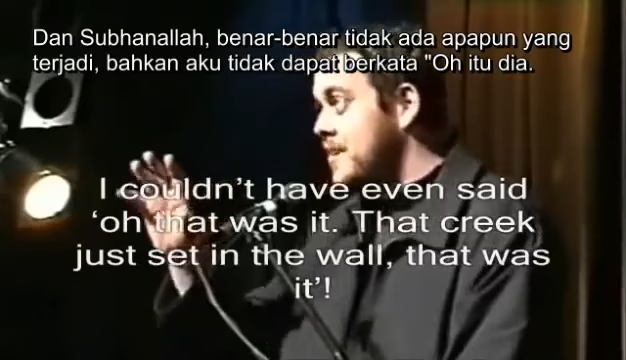 Dan Subhanallah, benar-benar tidak ada apapun yang
terjadi, bahkan aku tidak dapat berkata "Oh itu dia.
I couldn't have even said
‘oh that was it. That creek
just set in the wall, that was
it’!